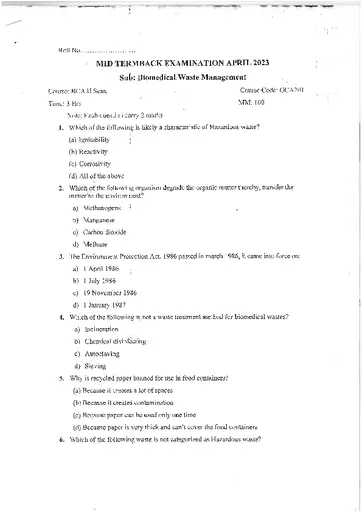 Roll No.......................
MID TERMBACK EXAMINATION APRIL 2023
Safe Biomedical Waste Management
Course: BCA II Sem. Course Code: OCA201
Time: 3 Hrs MM: 100
Note: Each question carry 2 marks
1. Which of the following is likely a characteristic of Hazardous waste?
(a) Ignitability
(b) Reactivity
(c) Corrosivity
(d) All of the above
2. Which of the following organism degrade the organic matter thereby, transfer the
matter to the environment?
a) Methanogens
b) Manganese
c) Carbon dioxide
d) Methane
3. The Environment Protection Act, 1986 passed in march 1986, it came into force on:
a) 1 April 1986
b) 1 July 1986
c) 19 November 1986
d) 1 January 1987
4. Which of the following is not a waste treatment method for biomedical wastes?
a) Incineration
b) Chemical disinfecting
c) Autoclaving
d) Sieving
5. Why is recycled paper banned for use in food containers?
(a) Because it creates a lot of spaces
(b) Because it creates contamination
(c) Because paper can be used only one time
(d) Because paper is very thick and can't cover the food containers
6. Which of the following waste is not categorized as Hazardous waste?